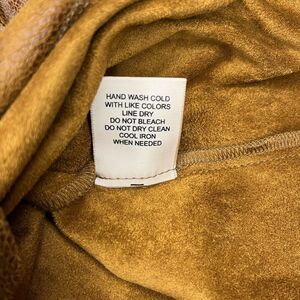 HAND WASH COLD
WITH LIKE COLORS
LINE DRY
DO NOT BLEACH
DO NOT DRY CLEAN
COOL IRON
WHEN NEEDED